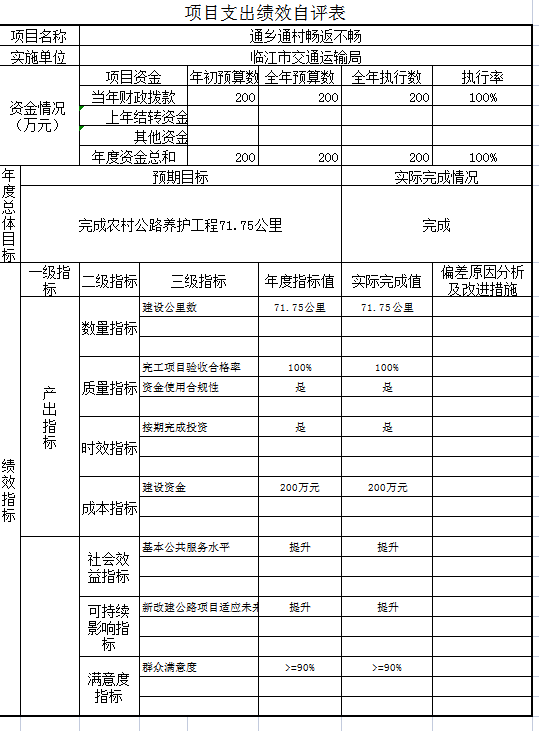 项目支出绩效自评表
项目名称 通乡通村畅返不畅
实施单位 临江市交通运输局
资金情况
（万元）
项目资金 年初预算数 全年预算数 全年执行数 执行率
当年财政拨款 200 200 200 100%
上年结转资金
其他资金
年度资金总和 200 200 200 100%
年度总体目标
预期目标 实际完成情况
完成农村公路养护工程71.75公里 完成
绩效指标
一级指标 二级指标 三级指标 年度指标值 实际完成值 偏差原因分析及改进措施
产出指标
数量指标 建设公里数 71.75公里 71.75公里
质量指标 完工项目验收合格率 100% 100%
资金使用合规性 是 是
时效指标 按期完成投资 是 是
成本指标 建设资金 200万元 200万元
社会效益指标 基本公共服务水平 提升 提升
可持续影响指标 新改建公路项目适应未来 提升 提升
满意度指标 群众满意度 >=90% >=90%